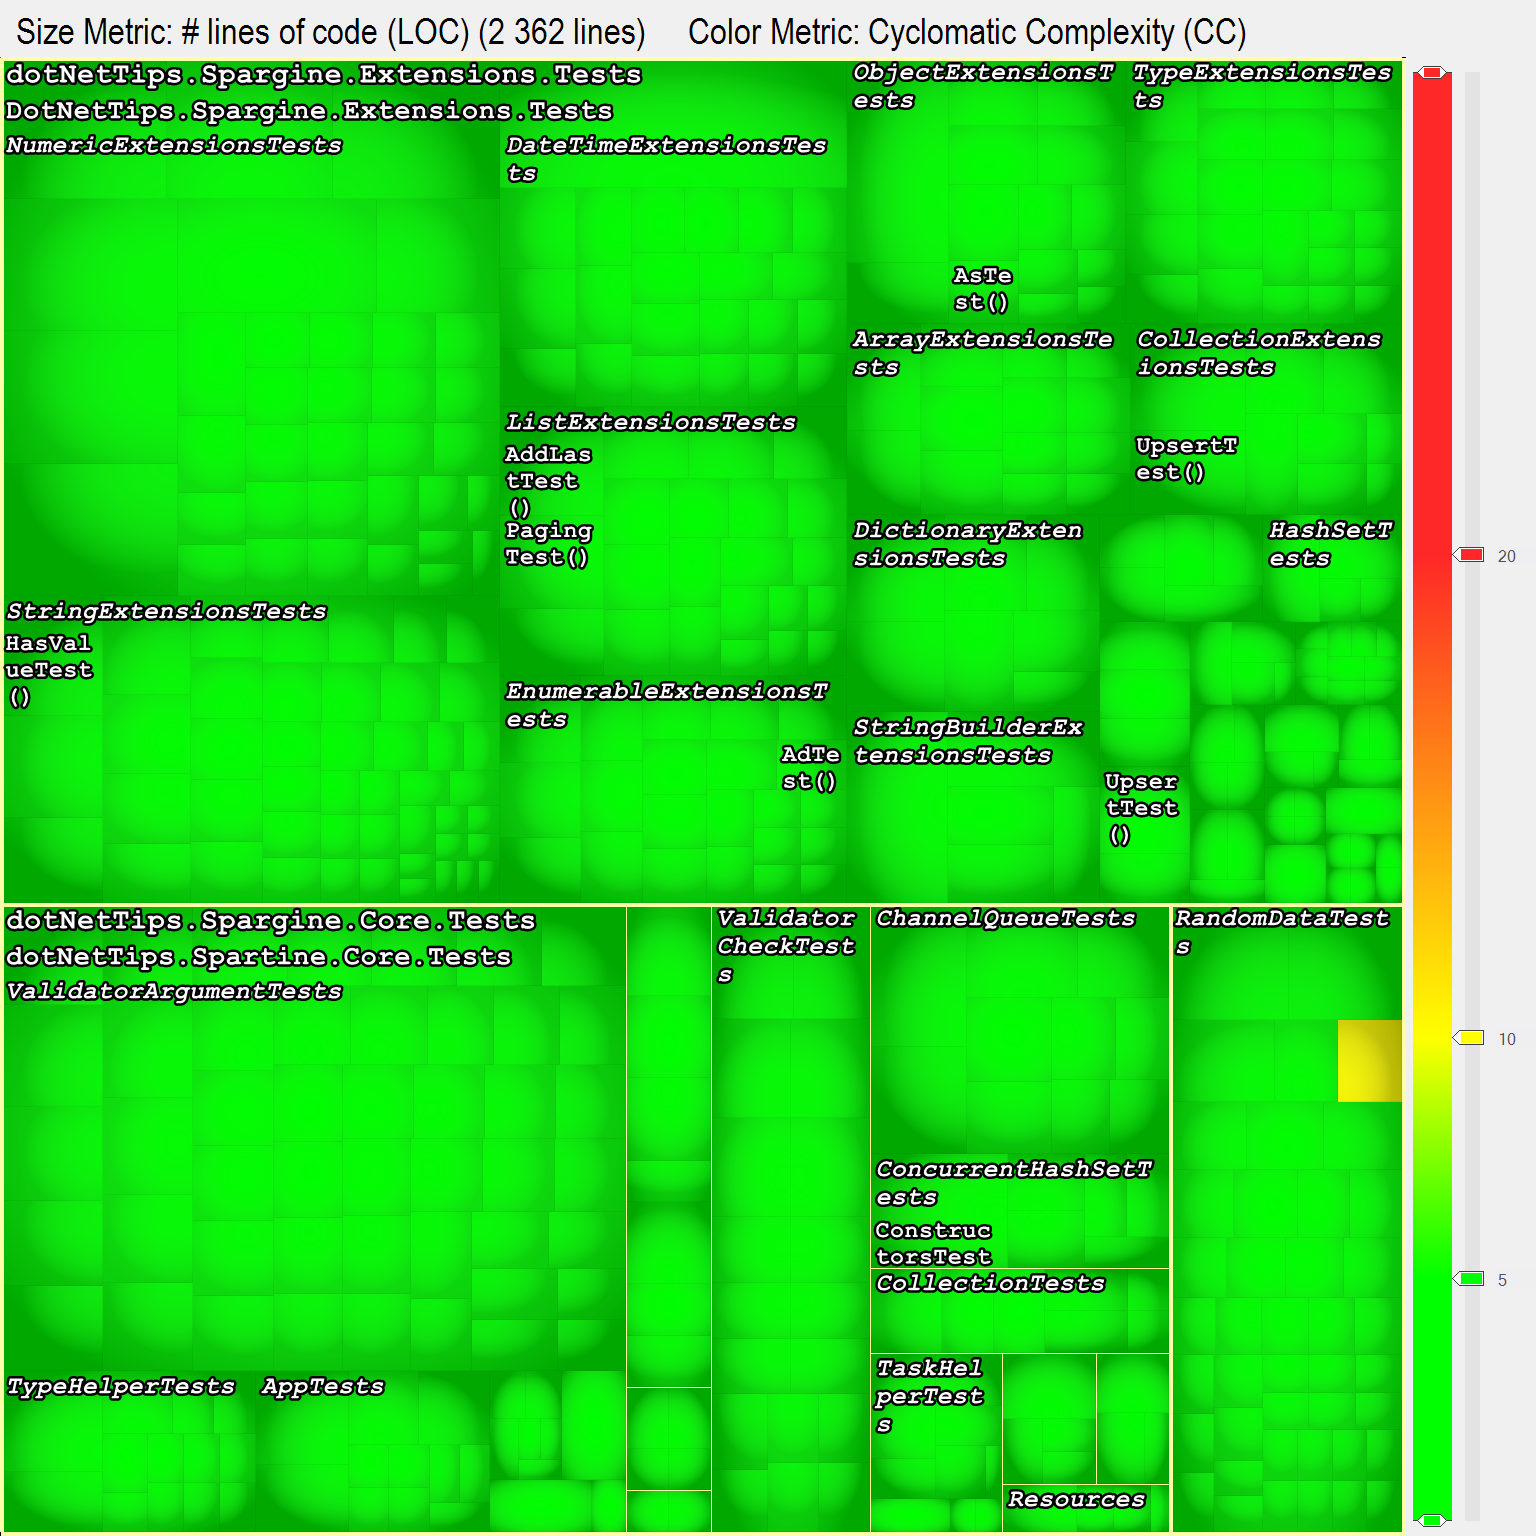 Size Metric: # lines of code (LOC) (2 362 lines) Color Metric: Cyclomatic Complexity (CC)
dotNetTips.Spargine.Extensions.Tests
DotNetTips.Spargine.Extensions.Tests
NumericExtensionsTests
DateTimeExtensionsTes
ts
ObjectExtensionsT
ests
AsTe
st()
TypeExtensionsTes
ts
ArrayExtensionsTe
sts
CollectionExtens
ionsTests
UpsertT
est()
ListExtensionsTests
AddLas
tTest
()
Paging
Test()
DictionaryExten
sionsTests
HashSetT
ests
StringExtensionsTests
HasVal
ueTest
()
EnumerableExtensionsT
ests
AdTe
st()
StringBuilderEx
tensionsTests
Upser
tTest
()
dotNetTips.Spargine.Core.Tests
dotNetTips.Spartine.Core.Tests
ValidatorArgumentTests
Validator
CheckTest
s
ChannelQueueTests
RandomDataTest
s
ConcurrentHashSetT
ests
Construc
torsTest
CollectionTests
TaskHel
perTest
s
TypeHelperTests
AppTests
Resources
20
10
5